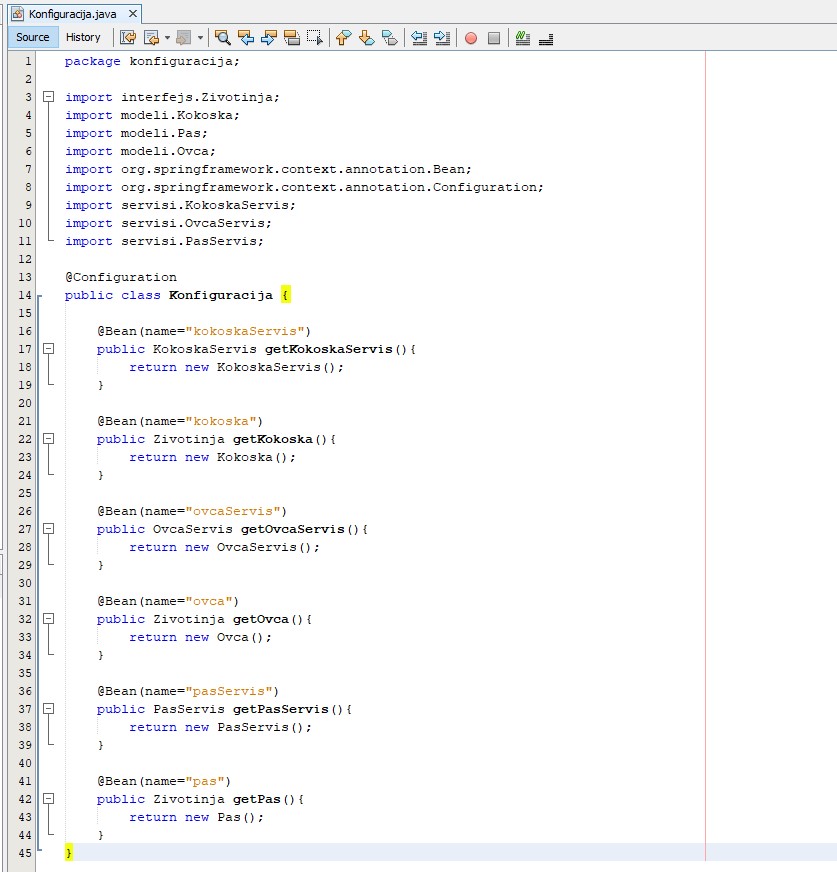 Konfiguracija.java
Source History
1 package konfiguracija;
2
3 import interfejs.Zivotinja;
4 import modeli.Kokoska;
5 import modeli.Pas;
6 import modeli.Ovca;
7 import org.springframework.context.annotation.Bean;
8 import org.springframework.context.annotation.Configuration;
9 import servisi.KokoskaServis;
10 import servisi.OvcaServis;
11 import servisi.PasServis;
12
13 @Configuration
14 public class Konfiguracija {
15
16 @Bean(name="kokoskaServis")
17 public KokoskaServis getKokoskaServis(){
18 return new KokoskaServis();
19 }
20
21 @Bean(name="kokoska")
22 public Zivotinja getKokoska(){
23 return new Kokoska();
24 }
25
26 @Bean(name="ovcaServis")
27 public OvcaServis getOvcaServis(){
28 return new OvcaServis();
29 }
30
31 @Bean(name="ovca")
32 public Zivotinja getOvca(){
33 return new Ovca();
34 }
35
36 @Bean(name="pasServis")
37 public PasServis getPasServis(){
38 return new PasServis();
39 }
40
41 @Bean(name="pas")
42 public Zivotinja getPas(){
43 return new Pas();
44 }
45 }